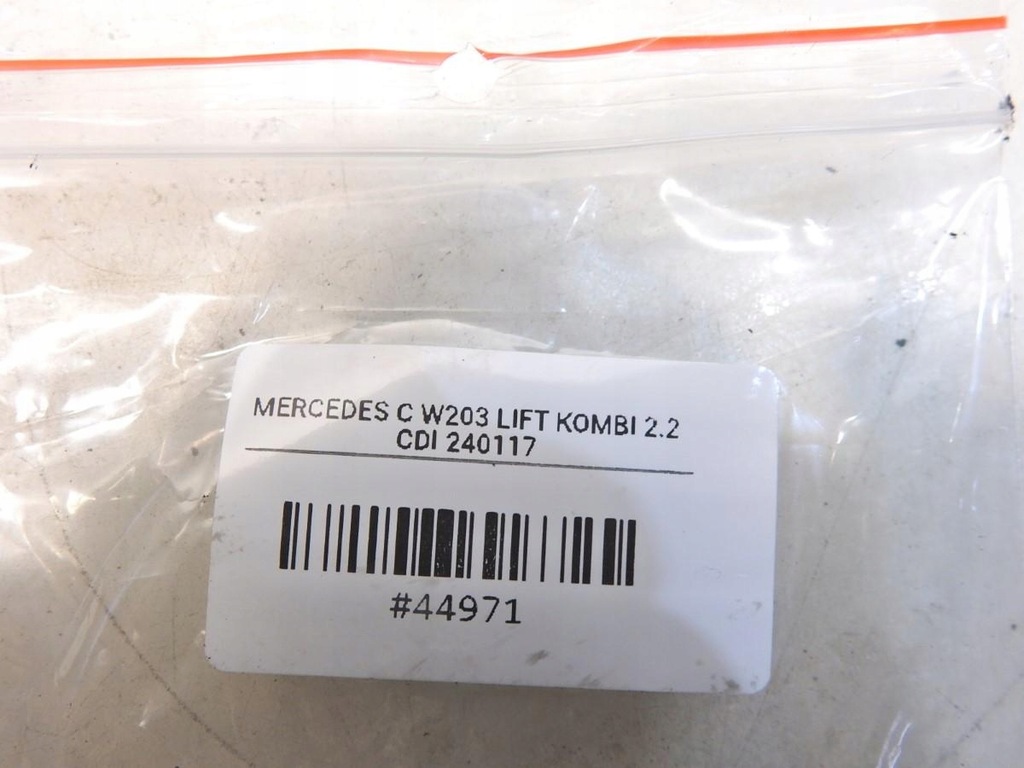 MERCEDES C W203 LIFT KOMBI 2.2
CDI 240117
#44971